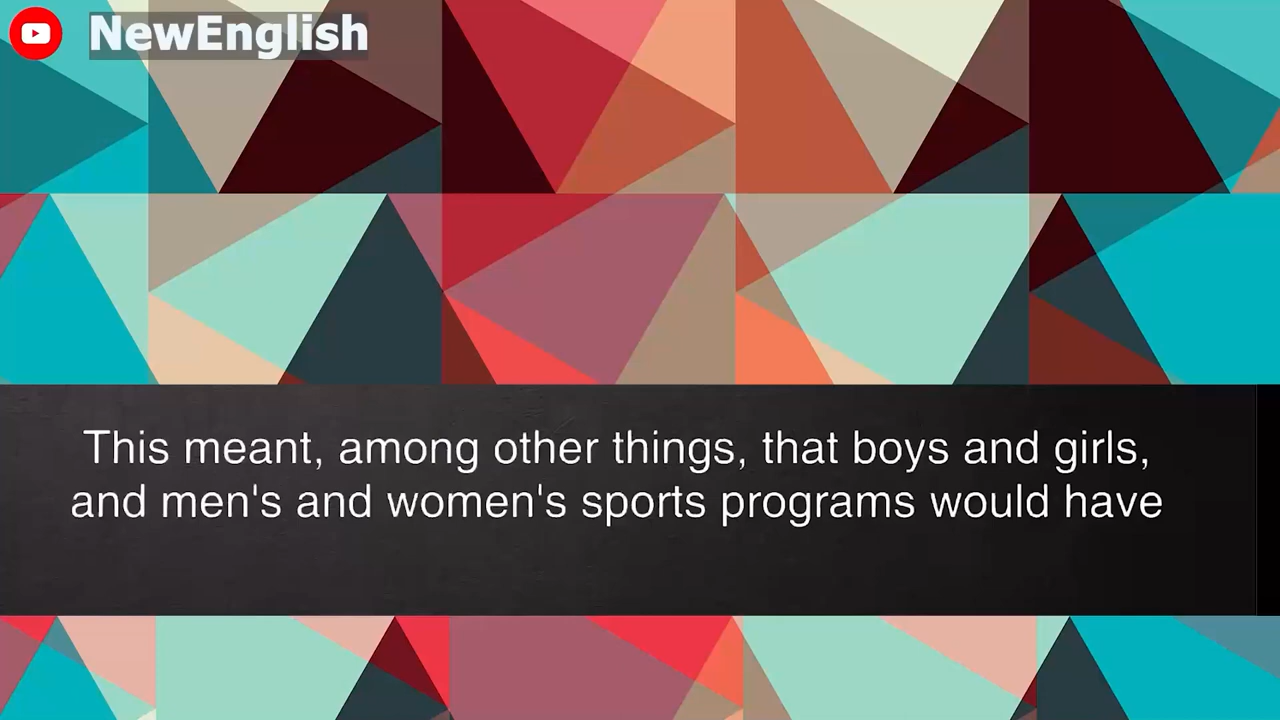 NewEnglish
This meant, among other things, that boys and girls,
and men's and women's sports programs would have